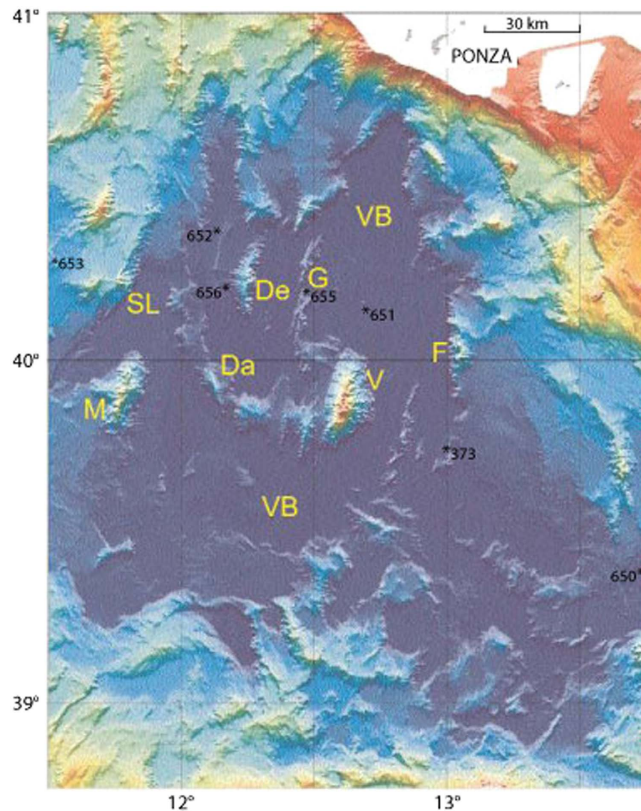 41°
30 km
PONZA
VB
652*
*653
656*
De
G
*655
*651
SL
40°
Da
F
M
V
*373
VB
650*
39°
12°
13°